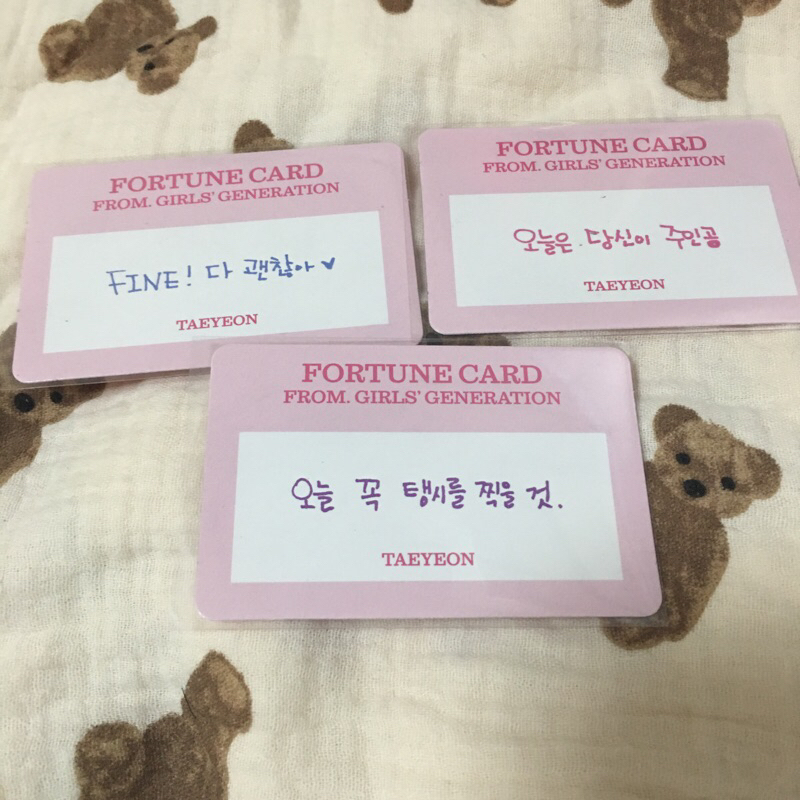 FORTUNE CARD
FROM. GIRLS' GENERATION
FINE! 다 괜찮아♥
TAEYEON
FORTUNE CARD
FROM. GIRLS' GENERATION
오늘은 당신이 주인공
TAEYEON
FORTUNE CARD
FROM. GIRLS' GENERATION
오늘 꼭 탱시를 찍을 것.
TAEYEON